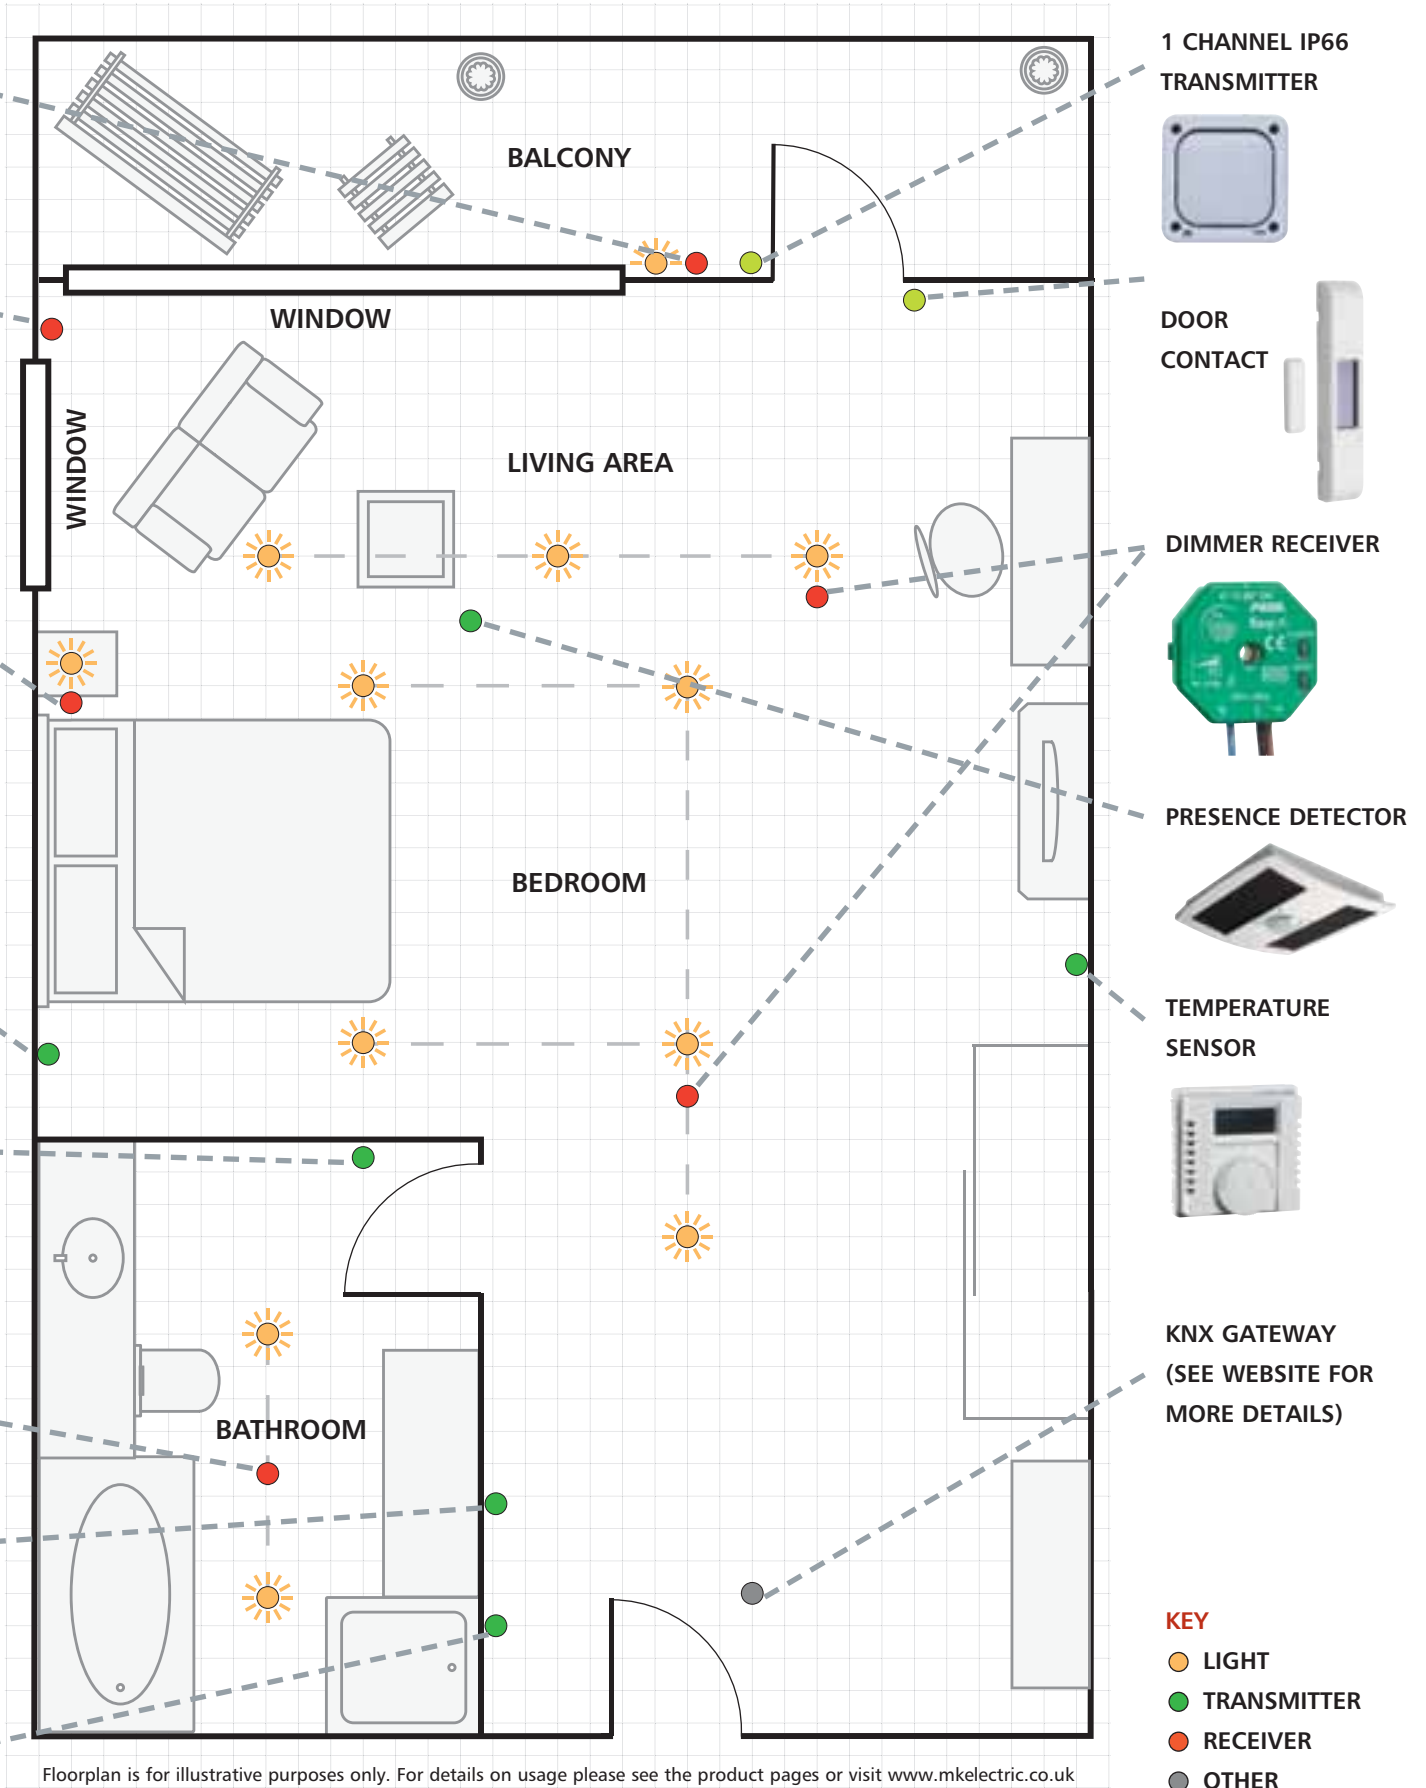 1 CHANNEL IP66
TRANSMITTER
BALCONY
WINDOW
DOOR
CONTACT
WINDOW
LIVING AREA
DIMMER RECEIVER
PRESENCE DETECTOR
BEDROOM
TEMPERATURE
SENSOR
KNX GATEWAY
(SEE WEBSITE FOR
MORE DETAILS)
BATHROOM
KEY
LIGHT
TRANSMITTER
RECEIVER
OTHER
Floorplan is for illustrative purposes only. For details on usage please see the product pages or visit www.mkelectric.co.uk